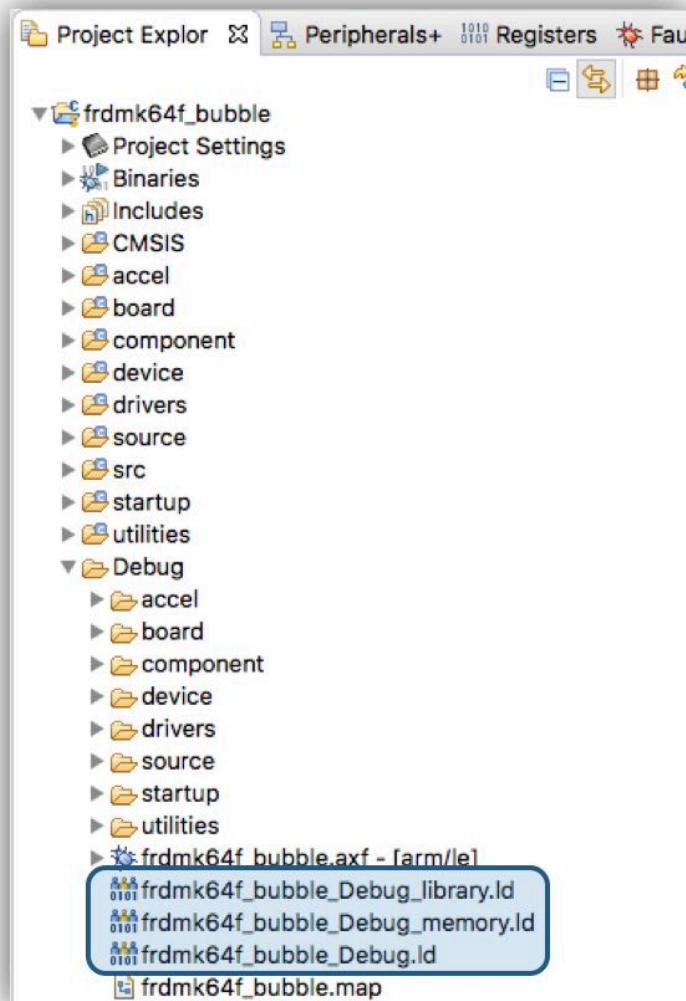 Project Explor Peripherals+ Registers Fau
frdmk64f_bubble
Project Settings
Binaries
Includes
CMSIS
accel
board
component
device
drivers
source
src
startup
utilities
Debug
accel
board
component
device
drivers
source
startup
utilities
frdmk64f_bubble.axf - [arm/le]
frdmk64f_bubble_Debug_library.ld
frdmk64f_bubble_Debug_memory.ld
frdmk64f_bubble_Debug.ld
frdmk64f_bubble.map